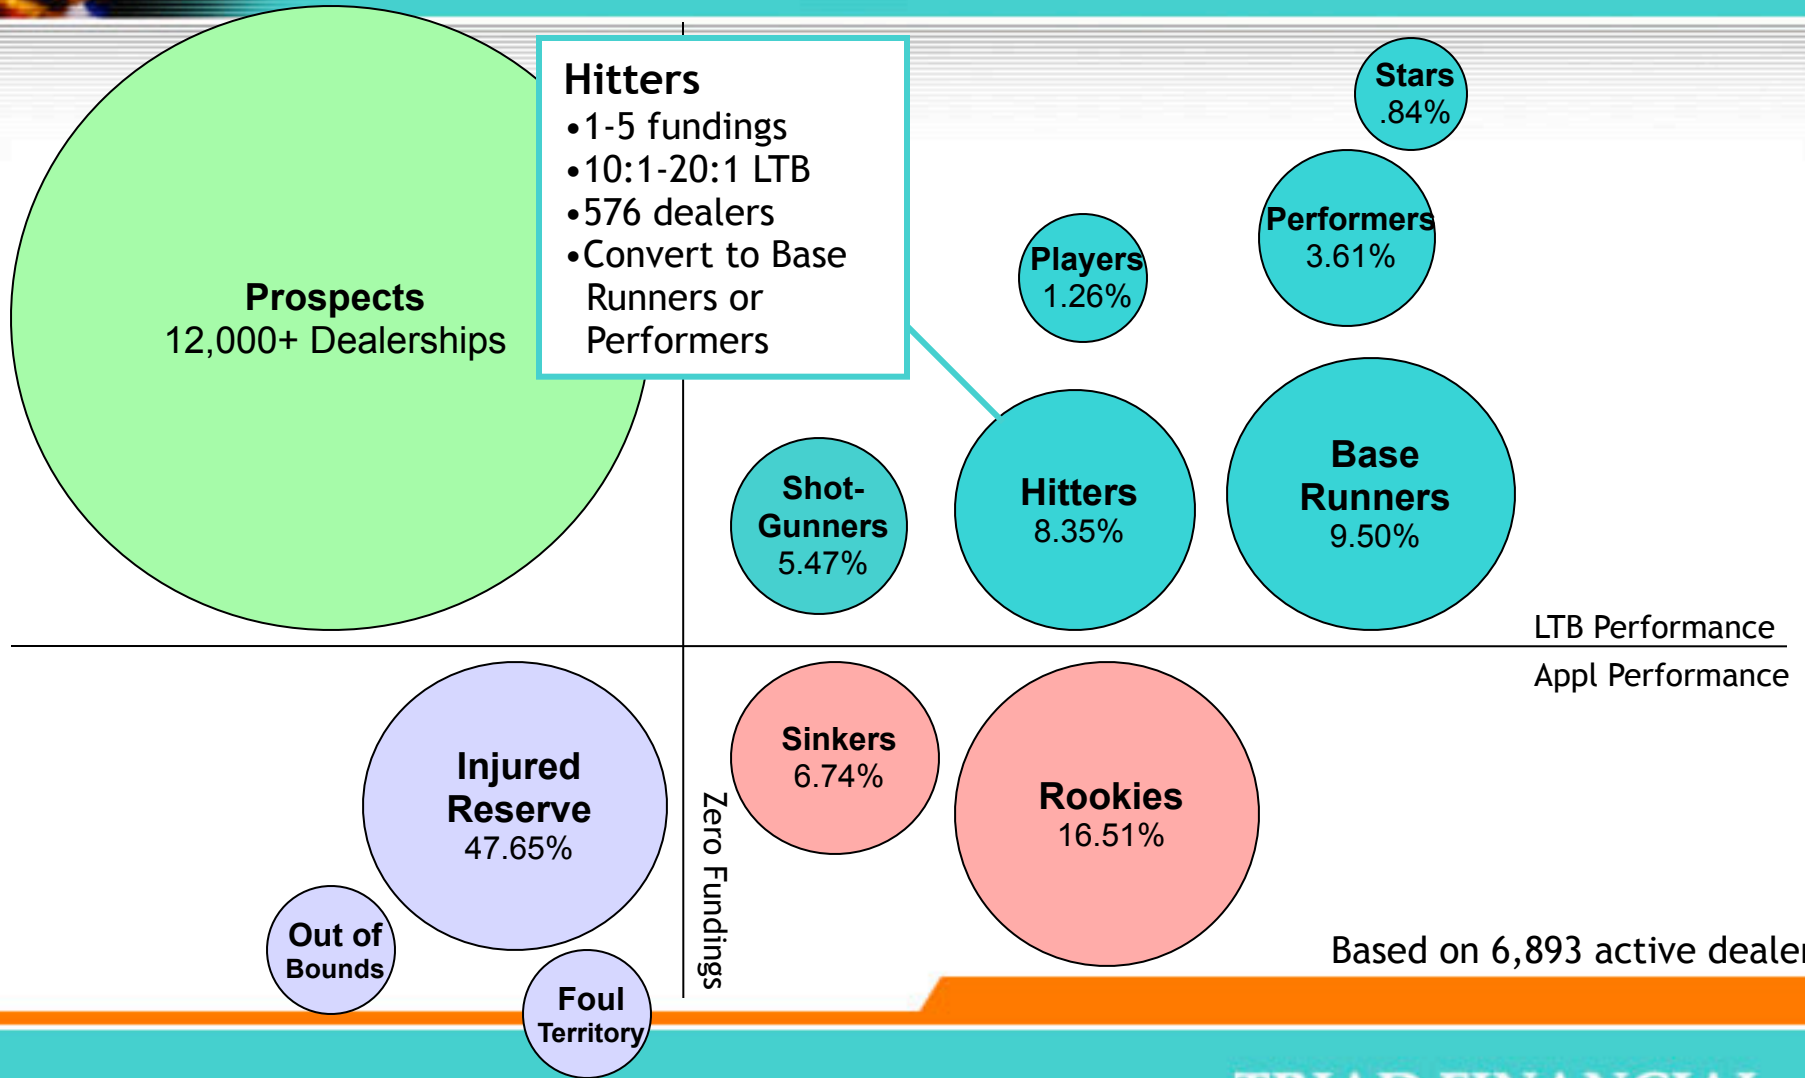 Hitters
•1-5 fundings
•10:1-20:1 LTB
•576 dealers
•Convert to Base
Runners or
Performers
Prospects
12,000+ Dealerships
Stars
.84%
Performers
3.61%
Players
1.26%
Shot-
Gunners
5.47%
Hitters
8.35%
Base
Runners
9.50%
LTB Performance
Appl Performance
Injured
Reserve
47.65%
Sinkers
6.74%
Rookies
16.51%
Zero Fundings
Out of
Bounds
Foul
Territory
Based on 6,893 active dealer
TRIAD FINANCIAL